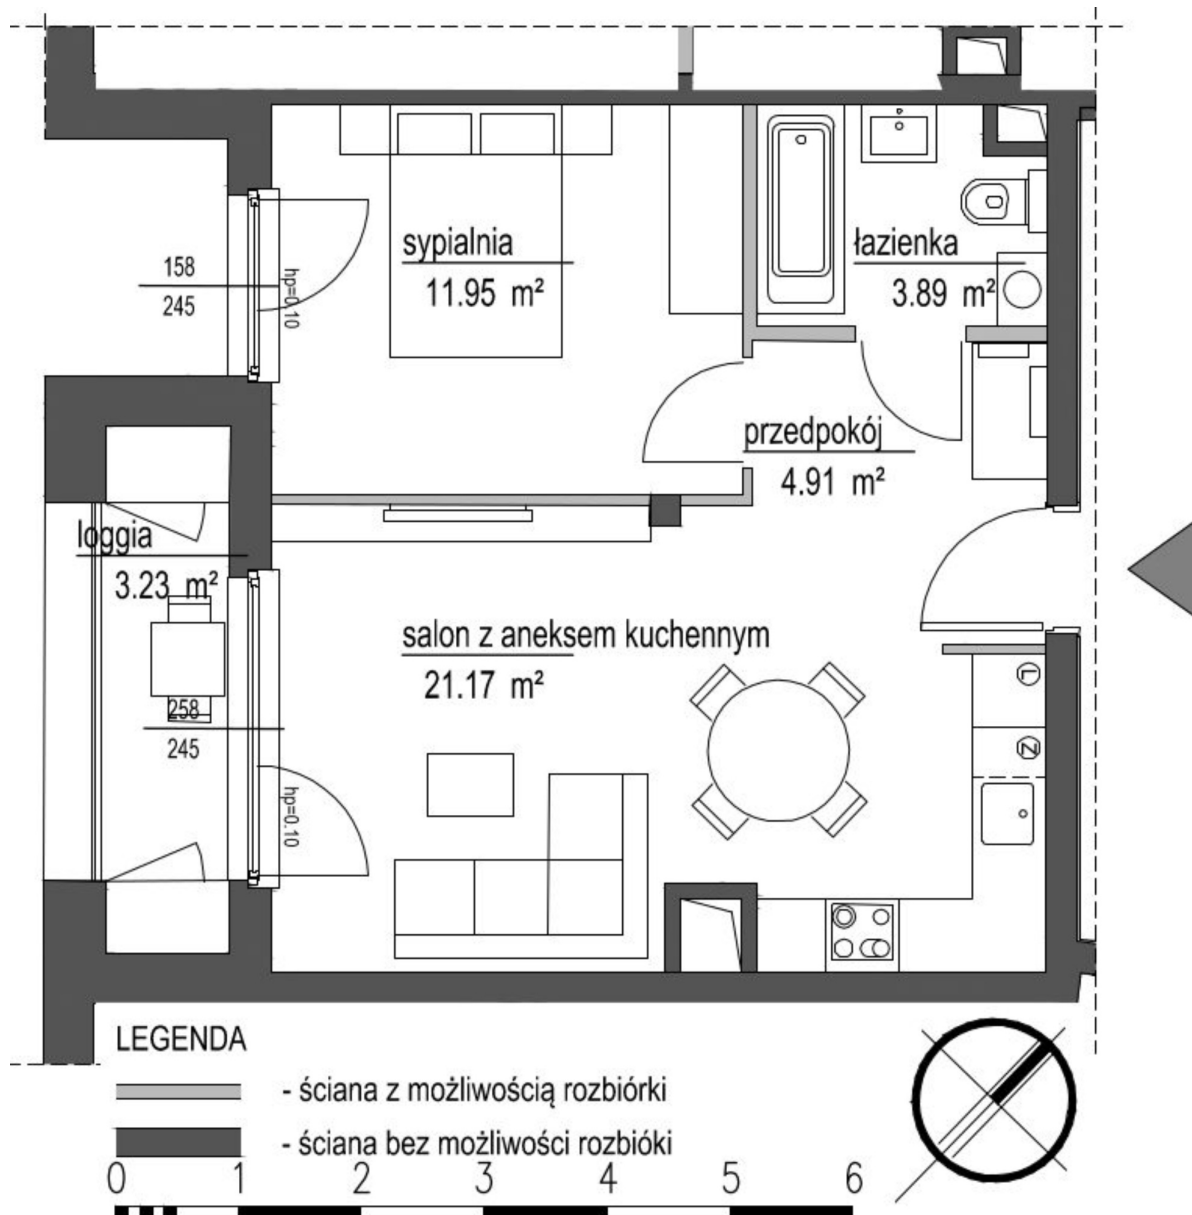 sypialnia
11.95 m²
łazienka
3.89 m²
158
245
hp=0.10
przedpokój
4.91 m²
loggia
3.23 m²
salon z aneksem kuchennym
21.17 m²
258
245
hp=0.10
L
Z
LEGENDA
- ściana z możliwością rozbiórki
- ściana bez możliwości rozbióki
0 1 2 3 4 5 6